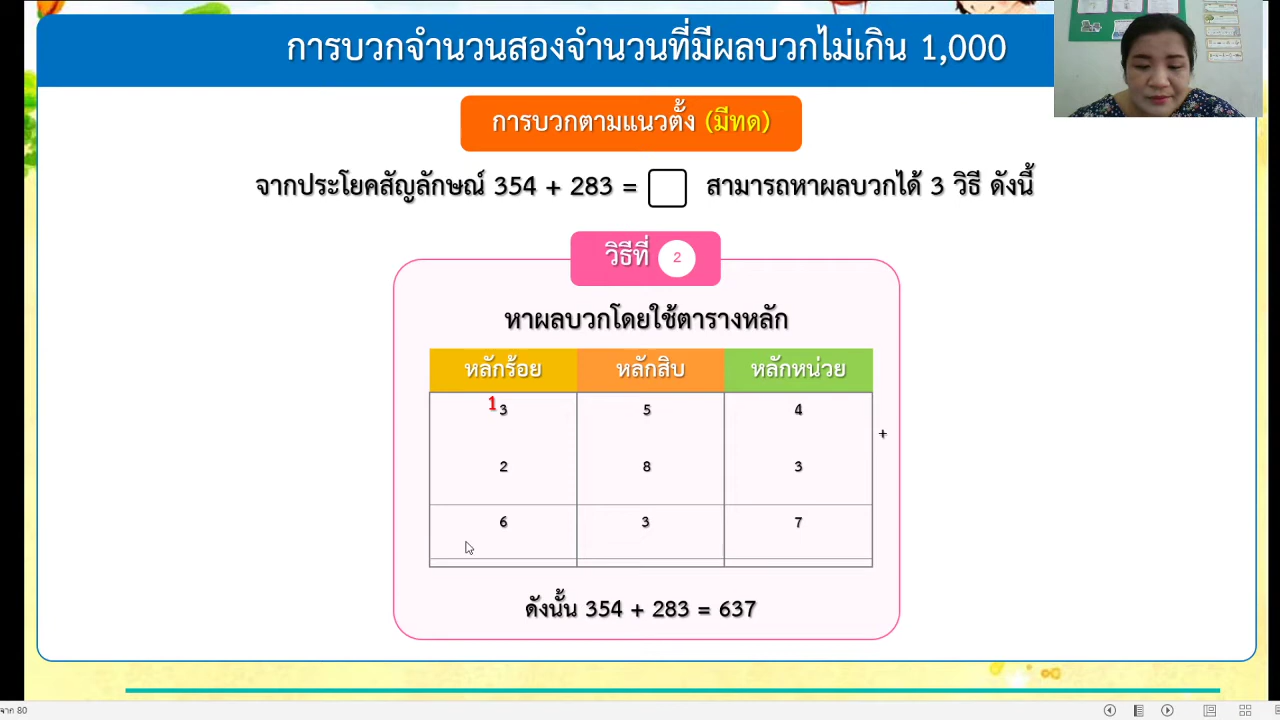 การบวกจำนวนสองจำนวนที่มีผลบวกไม่เกิน 1,000
การบวกตามแนวตั้ง (มีทด)
จากประโยคสัญลักษณ์ 354 + 283 = สามารถหาผลบวกได้ 3 วิธี ดังนี้
วิธีที่ 2
หาผลบวกโดยใช้ตารางหลัก
หลักร้อย หลักสิบ หลักหน่วย
1 3 5 4
+
2 8 3
6 3 7
ดังนั้น 354 + 283 = 637
จาก 80